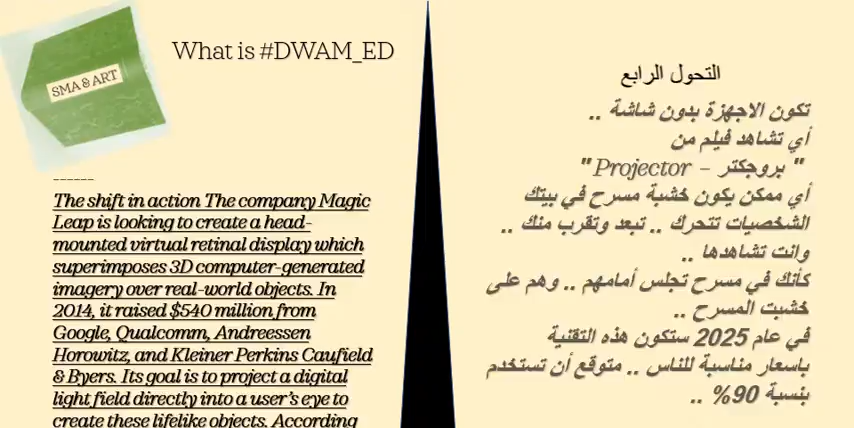 SMA & ART
What is #DWAM_ED
------
The shift in action The company Magic
Leap is looking to create a head-
mounted virtual retinal display which
superimposes 3D computer-generated
imagery over real-world objects. In
2014, it raised $540 million from
Google, Qualcomm, Andreessen
Horowitz, and Kleiner Perkins Caufield
& Byers. Its goal is to project a digital
light field directly into a user's eye to
create these lifelike objects. According
التحول الرابع
تكون الاجهزة بدون شاشة ..
أي تشاهد فيلم من
" بروجكتر – Projector "
أي ممكن يكون خشبة مسرح في بيتك
الشخصيات تتحرك .. تبعد وتقرب منك ..
وانت تشاهدها ..
كأنك في مسرح تجلس أمامهم .. وهم على
خشبت المسرح ..
في عام 2025 ستكون هذه التقنية
باسعار مناسبة للناس .. متوقع أن تستخدم
بنسبة 90% ..